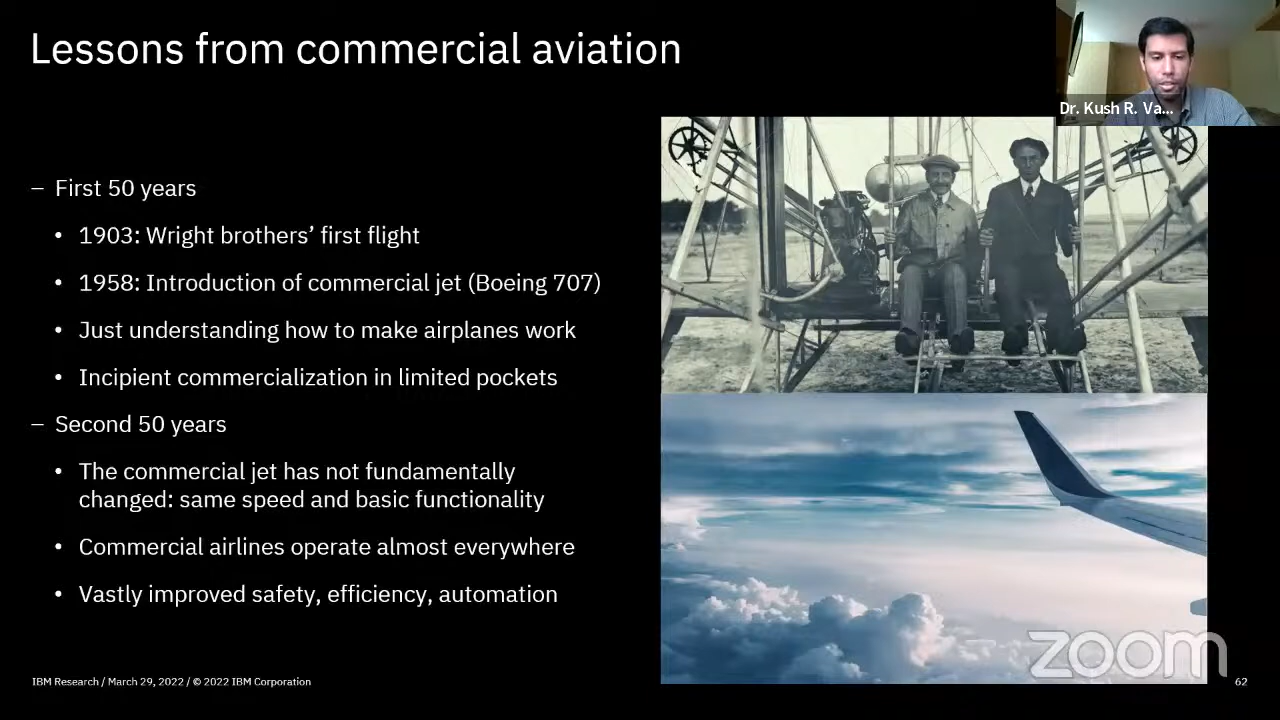 Lessons from commercial aviation
Dr. Kush R. Va...
– First 50 years
• 1903: Wright brothers’ first flight
• 1958: Introduction of commercial jet (Boeing 707)
• Just understanding how to make airplanes work
• Incipient commercialization in limited pockets
– Second 50 years
• The commercial jet has not fundamentally
changed: same speed and basic functionality
• Commercial airlines operate almost everywhere
• Vastly improved safety, efficiency, automation
zoom
IBM Research / March 29, 2022 / © 2022 IBM Corporation
62